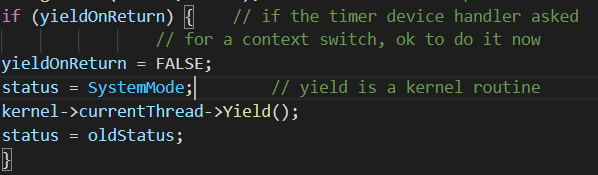 if (yieldOnReturn) { // if the timer device handler asked
// for a context switch, ok to do it now
yieldOnReturn = FALSE;
status = SystemMode; // yield is a kernel routine
kernel->currentThread->Yield();
status = oldStatus;
}